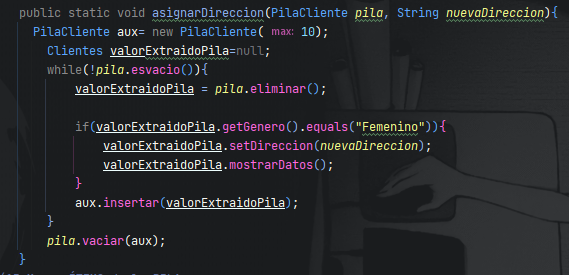 public static void asignarDireccion(PilaCliente pila, String nuevaDireccion){
PilaCliente aux= new PilaCliente( max: 10);
Clientes valorExtraidoPila=null;
while(!pila.esvacio()){
valorExtraidoPila = pila.eliminar();
if(valorExtraidoPila.getGenero().equals("Femenino")){
valorExtraidoPila.setDireccion(nuevaDireccion);
valorExtraidoPila.mostrarDatos();
}
aux.insertar(valorExtraidoPila);
}
pila.vaciar(aux);
}